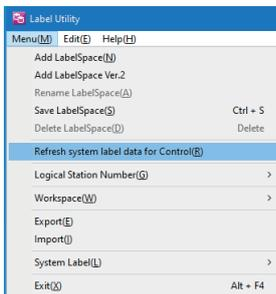 Label Utility
Menu(M) Edit(E) Help(H)
Add LabelSpace(N)
Add LabelSpace Ver.2
Rename LabelSpace(A)
Save LabelSpace(S) Ctrl + S
Delete LabelSpace(D) Delete
Refresh system label data for Control(R)
Logical Station Number(G) >
Workspace(W) >
Export(E)
Import(I)
System Label(L) >
Exit(X) Alt + F4